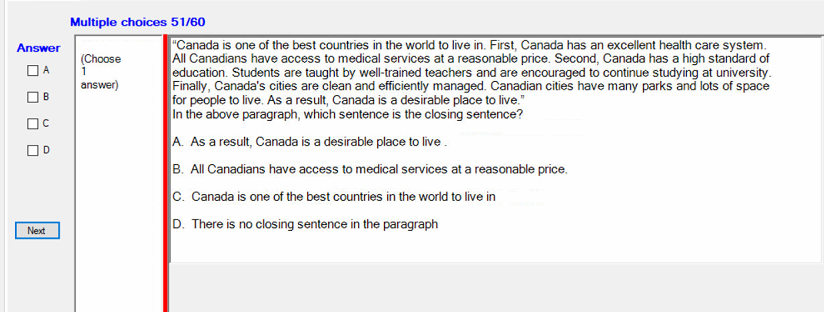 Multiple choices 51/60
Answer
A
B
C
D
Next
(Choose
1
answer)
"Canada is one of the best countries in the world to live in. First, Canada has an excellent health care system.
All Canadians have access to medical services at a reasonable price. Second, Canada has a high standard of
education. Students are taught by well-trained teachers and are encouraged to continue studying at university.
Finally, Canada's cities are clean and efficiently managed. Canadian cities have many parks and lots of space
for people to live. As a result, Canada is a desirable place to live."
In the above paragraph, which sentence is the closing sentence?
A. As a result, Canada is a desirable place to live .
B. All Canadians have access to medical services at a reasonable price.
C. Canada is one of the best countries in the world to live in
D. There is no closing sentence in the paragraph